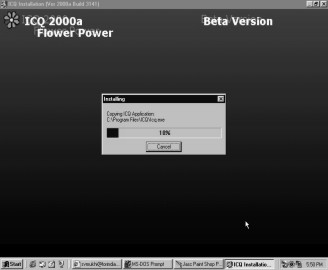 ICQ Installation (Ver 2000a Build 3141)
ICQ 2000a
Flower Power
Beta Version
Installing
Copying ICQ Application:
C:\Program Files\ICQ\Icq.exe
18%
Cancel
Start
MS-DOS Prompt
Jasc Paint Shop P...
ICQ Installatio...
5:50 PM